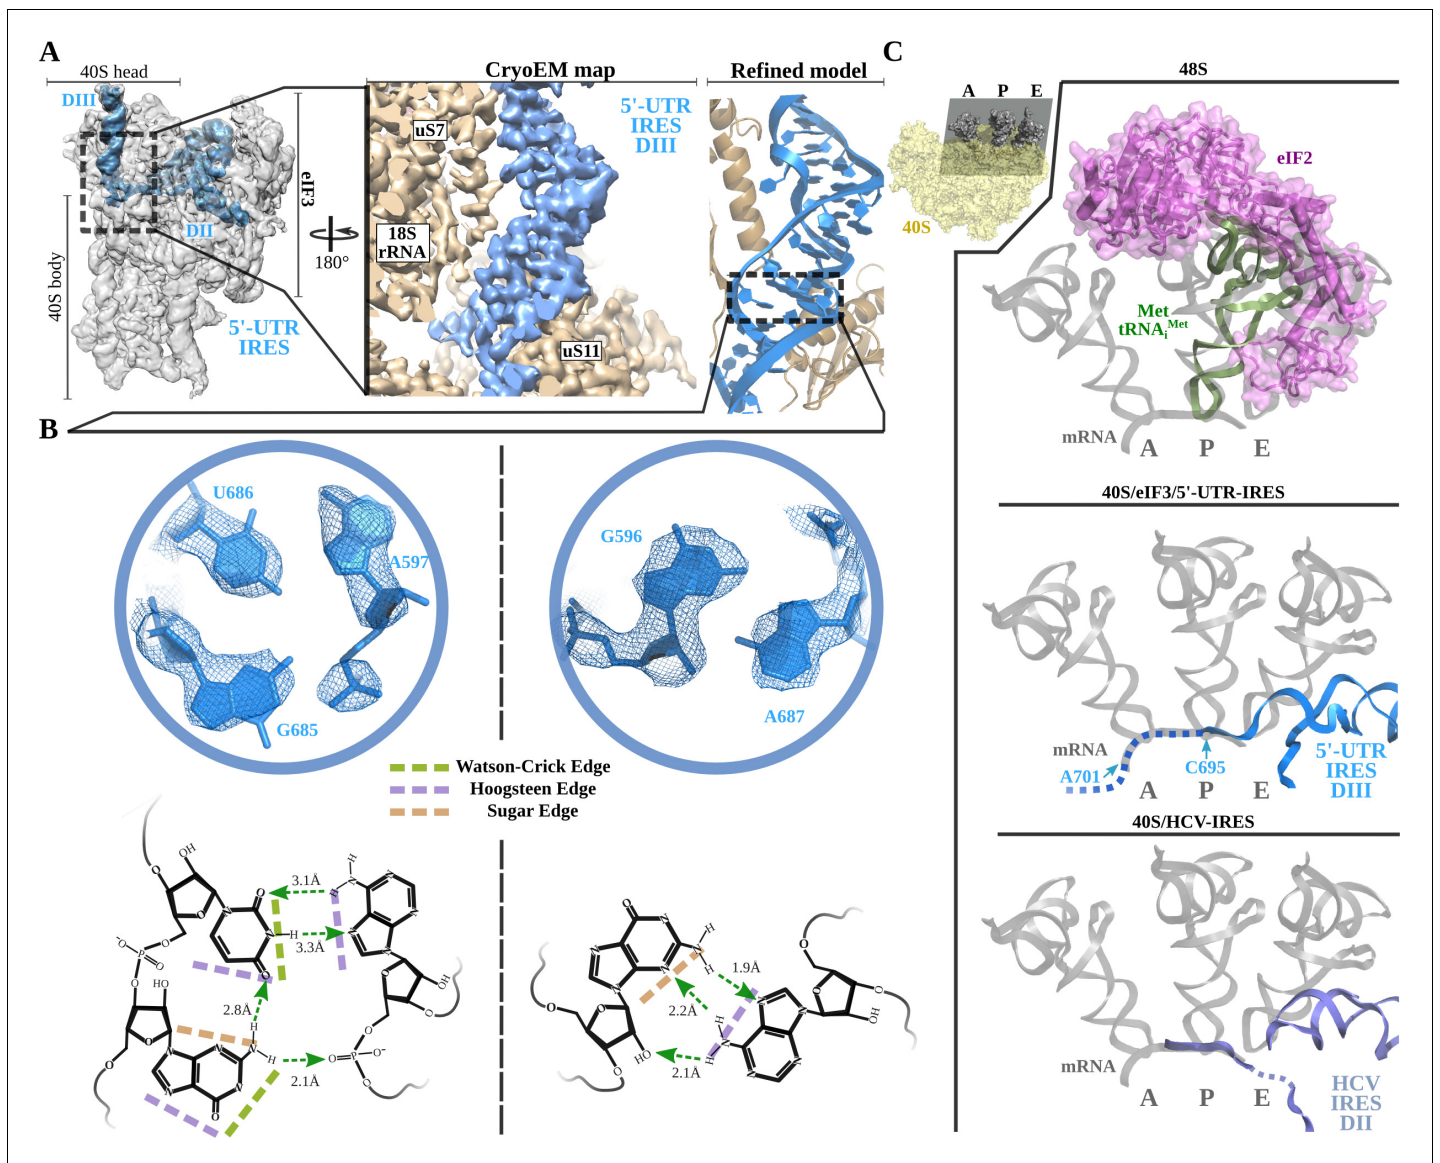 A
40S head
DIII
DII
eIF3
40S body
5'-UTR
IRES
180°
CryoEM map
uS7
18S
rRNA
uS11
5'-UTR
IRES
DIII
Refined model
B
U686
A597
G685
G596
A687
Watson-Crick Edge
Hoogsteen Edge
Sugar Edge
3.1Å
3.3Å
2.8Å
2.1Å
1.9Å
2.2Å
2.1Å
C
A P E
40S
48S
eIF2
Met
tRNAiMet
mRNA
A P E
40S/eIF3/5'-UTR-IRES
mRNA
A701
C695
A P E
5'-UTR
IRES
DIII
40S/HCV-IRES
mRNA
A P E
HCV
IRES
DII